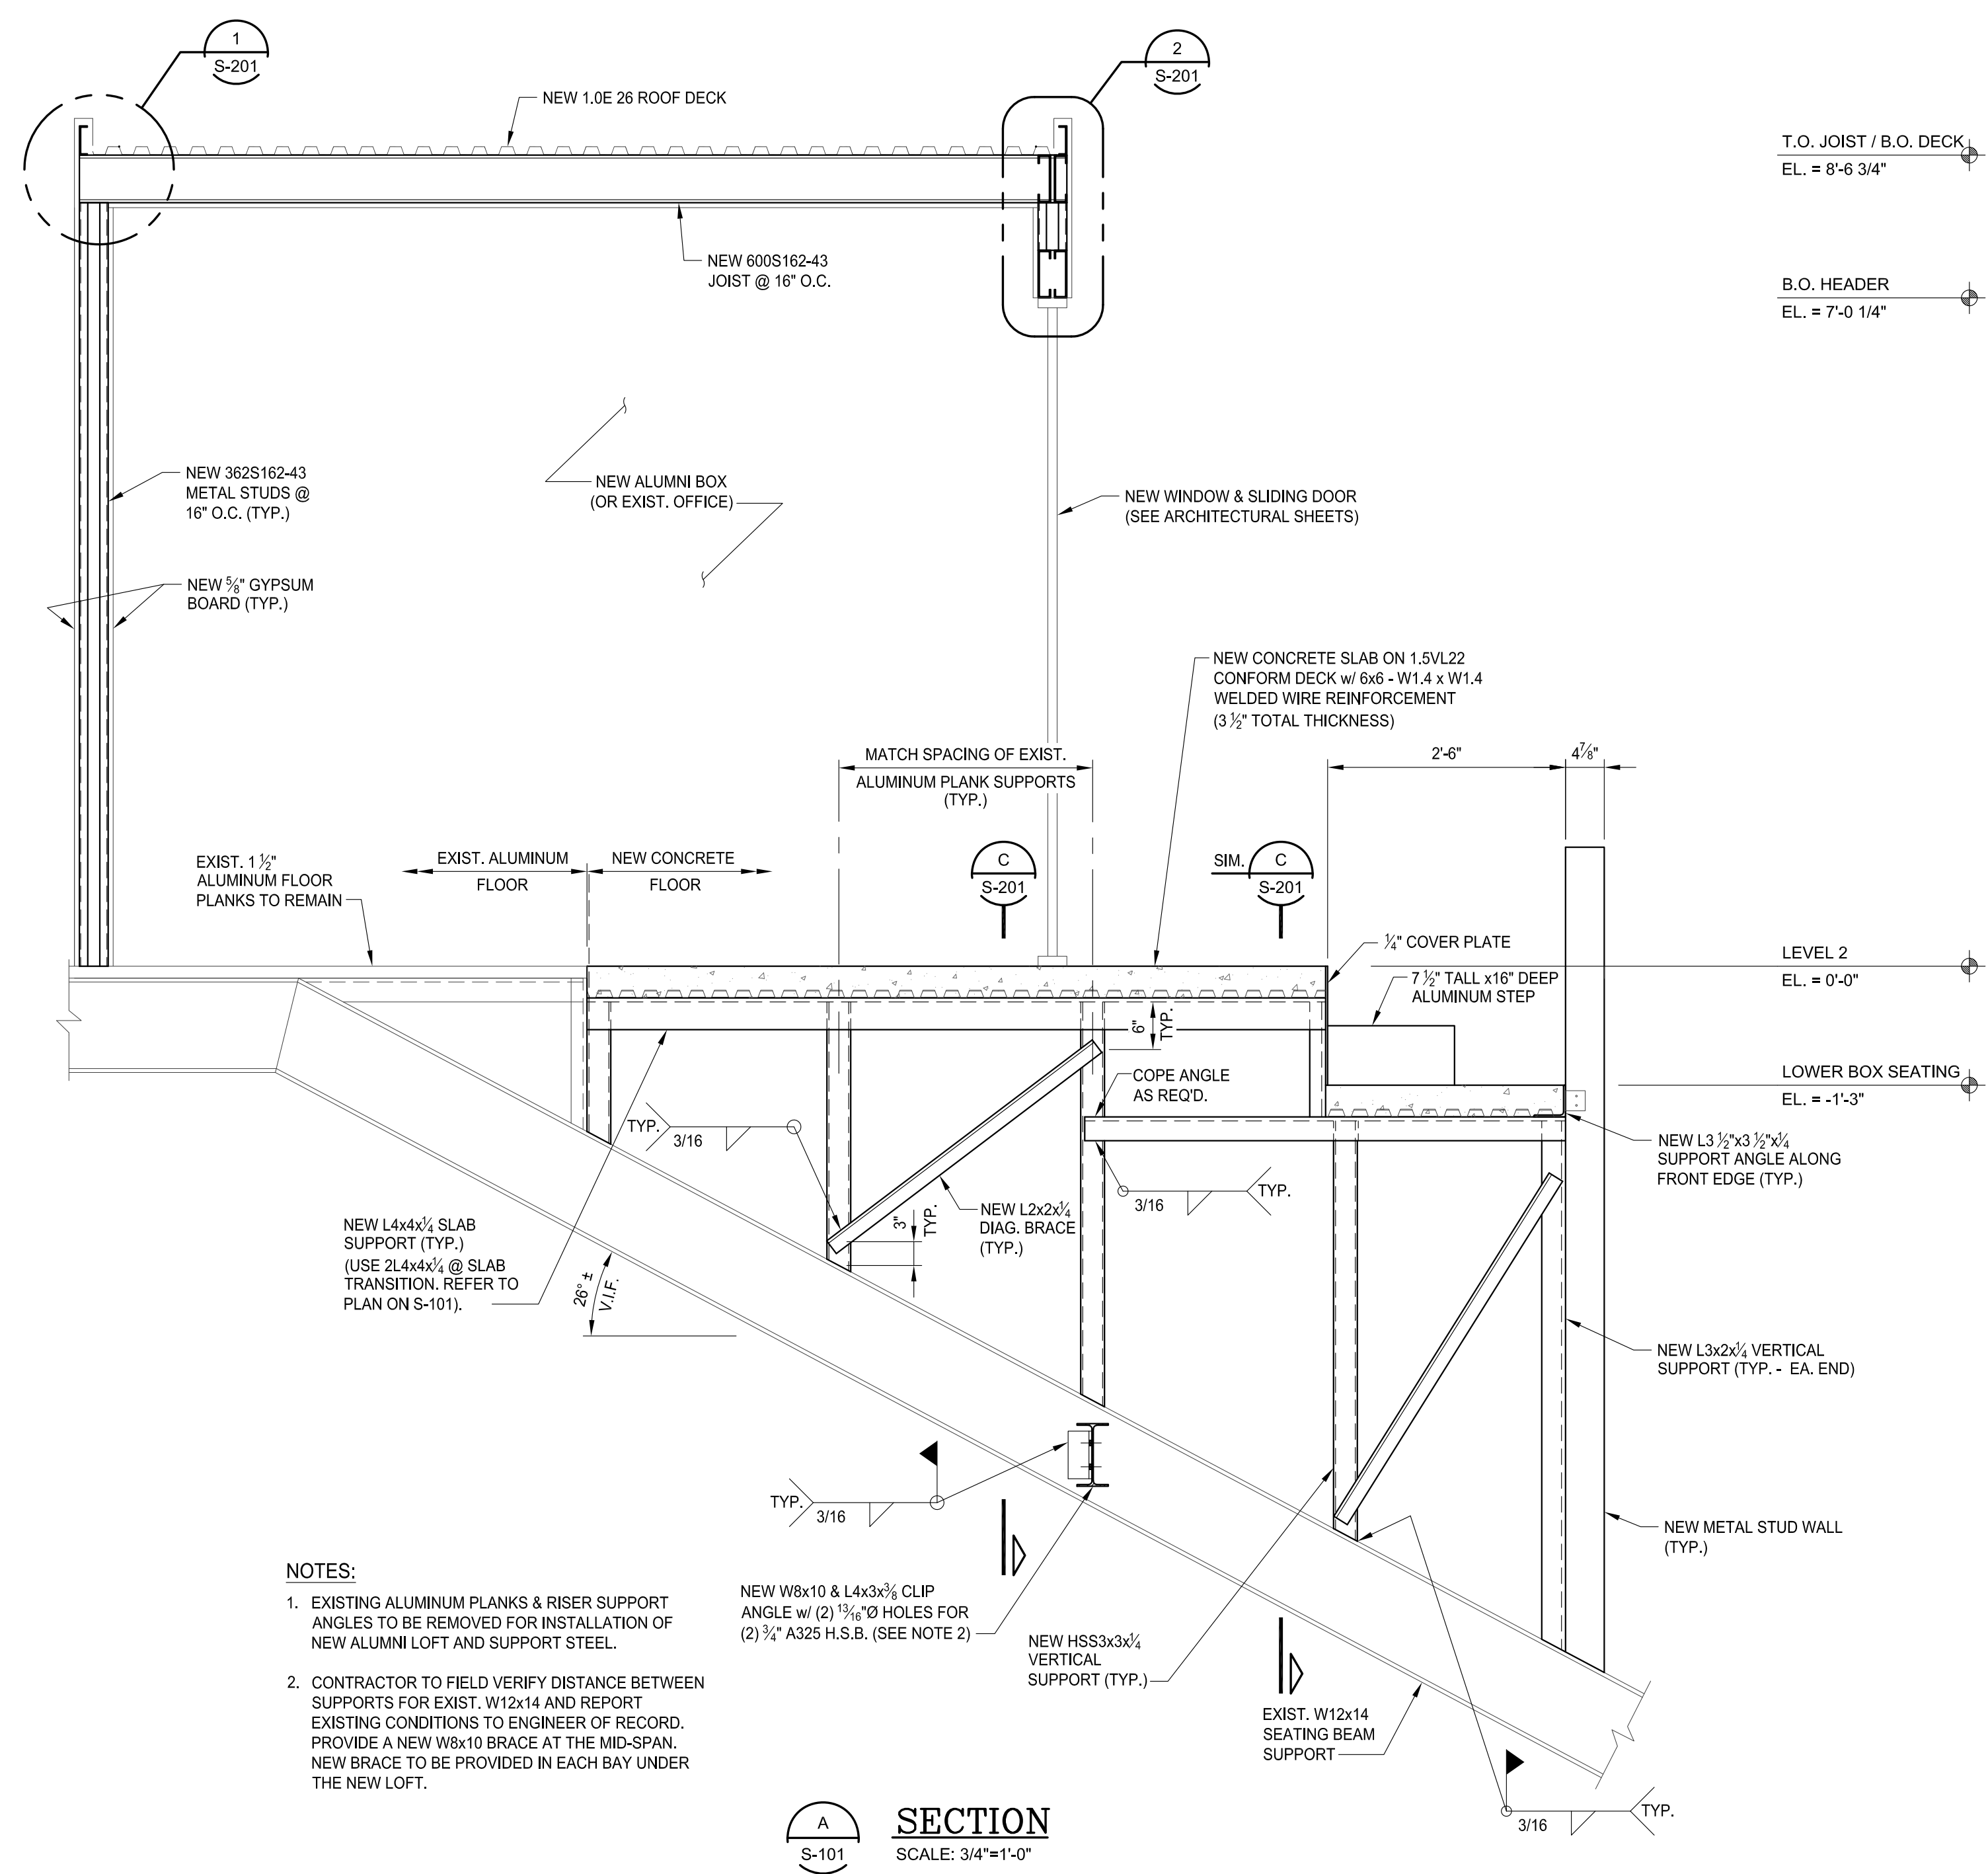 1
S-201
2
S-201
NEW 1.0E 26 ROOF DECK
T.O. JOIST / B.O. DECK
EL. = 8'-6 3/4"
NEW 600S162-43
JOIST @ 16" O.C.
B.O. HEADER
EL. = 7'-0 1/4"
NEW 362S162-43
METAL STUDS @
16" O.C. (TYP.)
NEW ALUMNI BOX
(OR EXIST. OFFICE)
NEW WINDOW & SLIDING DOOR
(SEE ARCHITECTURAL SHEETS)
NEW 5/8" GYPSUM
BOARD (TYP.)
NEW CONCRETE SLAB ON 1.5VL22
CONFORM DECK w/ 6x6 - W1.4 x W1.4
WELDED WIRE REINFORCEMENT
(3 1/2" TOTAL THICKNESS)
MATCH SPACING OF EXIST.
ALUMINUM PLANK SUPPORTS
(TYP.)
2'-6"
4 7/8"
EXIST. 1 1/2"
ALUMINUM FLOOR
PLANKS TO REMAIN
EXIST. ALUMINUM
FLOOR
NEW CONCRETE
FLOOR
C
S-201
SIM.
C
S-201
1/4" COVER PLATE
7 1/2" TALL x16" DEEP
ALUMINUM STEP
LEVEL 2
EL. = 0'-0"
6"
TYP.
COPE ANGLE
AS REQ'D.
LOWER BOX SEATING
EL. = -1'-3"
TYP.
3/16
3/16
TYP.
NEW L3 1/2"x3 1/2"x1/4
SUPPORT ANGLE ALONG
FRONT EDGE (TYP.)
3"
TYP.
NEW L2x2x1/4
DIAG. BRACE
(TYP.)
NEW L4x4x1/4 SLAB
SUPPORT (TYP.)
(USE 2L4x4x1/4 @ SLAB
TRANSITION. REFER TO
PLAN ON S-101).
26° ±
V.I.F.
NEW L3x2x1/4 VERTICAL
SUPPORT (TYP. - EA. END)
TYP.
3/16
NEW METAL STUD WALL
(TYP.)
NEW W8x10 & L4x3x3/8 CLIP
ANGLE w/ (2) 13/16"Ø HOLES FOR
(2) 3/4" A325 H.S.B. (SEE NOTE 2)
NEW HSS3x3x1/4
VERTICAL
SUPPORT (TYP.)
EXIST. W12x14
SEATING BEAM
SUPPORT
3/16
TYP.
NOTES:
1. EXISTING ALUMINUM PLANKS & RISER SUPPORT
ANGLES TO BE REMOVED FOR INSTALLATION OF
NEW ALUMNI LOFT AND SUPPORT STEEL.
2. CONTRACTOR TO FIELD VERIFY DISTANCE BETWEEN
SUPPORTS FOR EXIST. W12x14 AND REPORT
EXISTING CONDITIONS TO ENGINEER OF RECORD.
PROVIDE A NEW W8x10 BRACE AT THE MID-SPAN.
NEW BRACE TO BE PROVIDED IN EACH BAY UNDER
THE NEW LOFT.
A
S-101
SECTION
SCALE: 3/4"=1'-0"